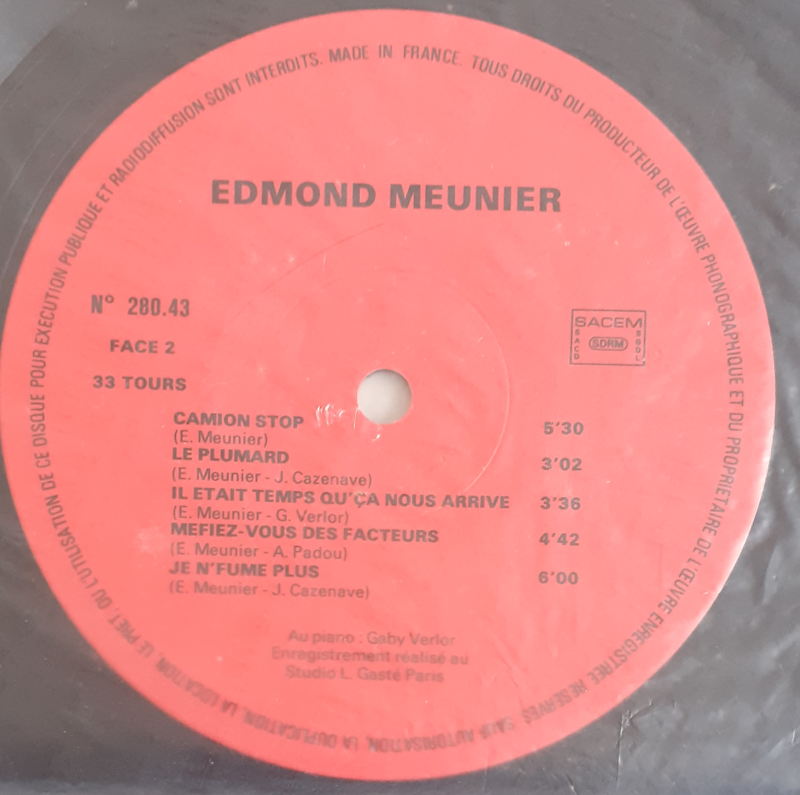 TOUS DROITS DU PRODUCTEUR DE L'ŒUVRE PHONOGRAPHIQUE ET DU PROPRIETAIRE DE L'ŒUVRE ENREGISTREE RESERVES. SAUF AUTORISATION, LA DUPLICATION, LA LOCATION, LE PRET, OU L'UTILISATION DE CE DISQUE POUR EXECUTION PUBLIQUE ET RADIODIFFUSION SONT INTERDITS. MADE IN FRANCE.
EDMOND MEUNIER
N° 280.43
SACEM
SACD
SDRM
SGDL
FACE 2
33 TOURS
CAMION STOP 5'30
(E. Meunier)
LE PLUMARD 3'02
(E. Meunier - J. Cazenave)
IL ETAIT TEMPS QU'ÇA NOUS ARRIVE 3'36
(E. Meunier - G. Verlor)
MEFIEZ-VOUS DES FACTEURS 4'42
(E. Meunier - A. Padou)
JE N'FUME PLUS 6'00
(E. Meunier - J. Cazenave)
Au piano : Gaby Verlor
Enregistrement réalisé au
Studio L. Gasté Paris